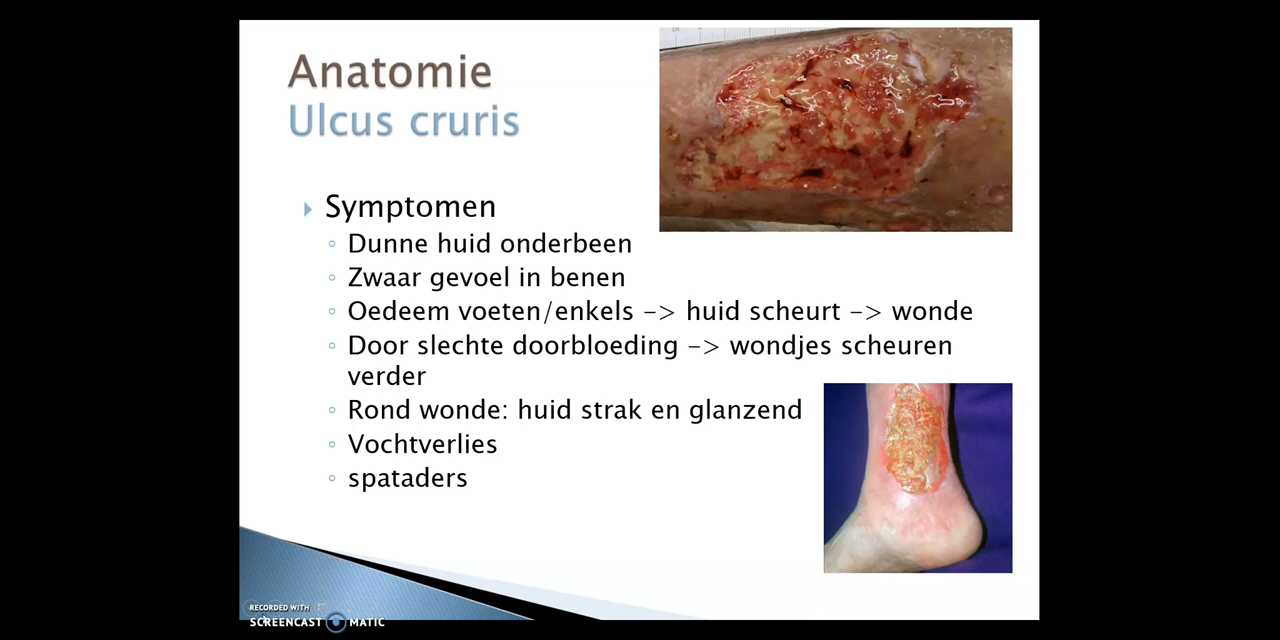 Anatomie
Ulcus cruris
Symptomen
Dunne huid onderbeen
Zwaar gevoel in benen
Oedeem voeten/enkels –> huid scheurt –> wonde
Door slechte doorbloeding –> wondjes scheuren
verder
Rond wonde: huid strak en glanzend
Vochtverlies
spataders
RECORDED WITH
SCREENCAST MATIC